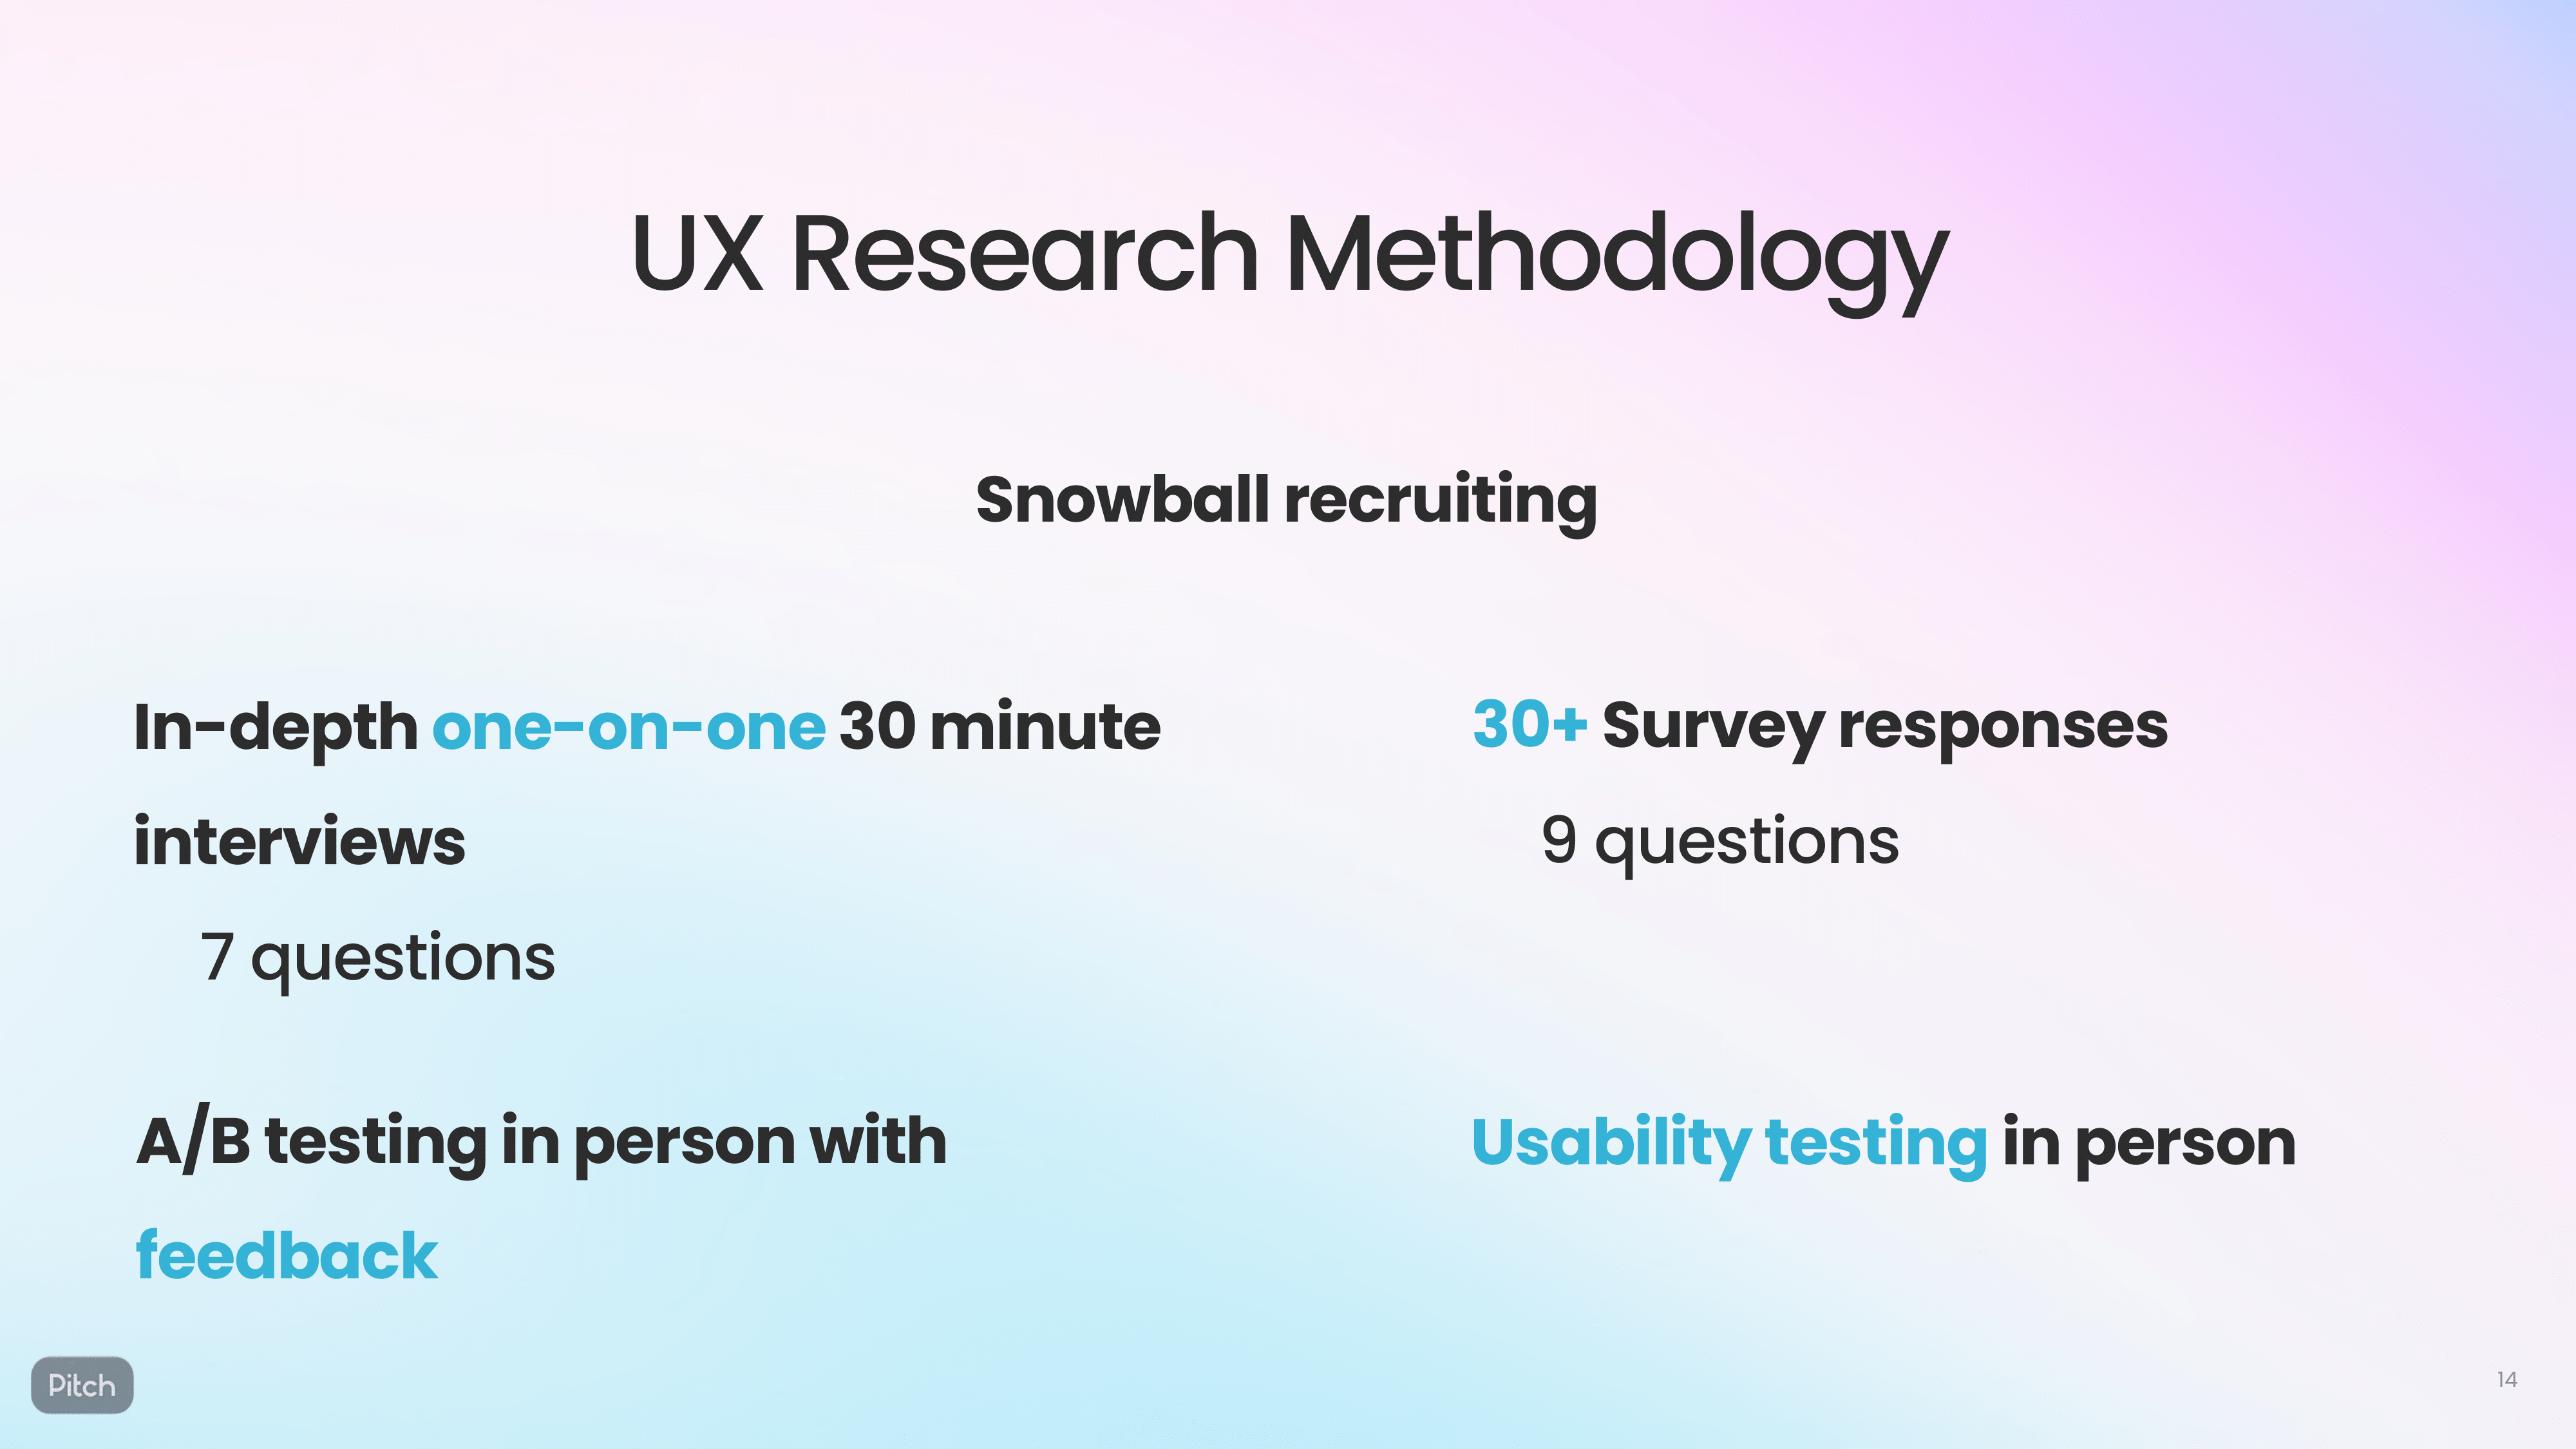 UX Research Methodology
Snowball recruiting
In-depth one-on-one 30 minute
interviews
7 questions
30+ Survey responses
9 questions
A/B testing in person with
feedback
Usability testing in person
Pitch
14